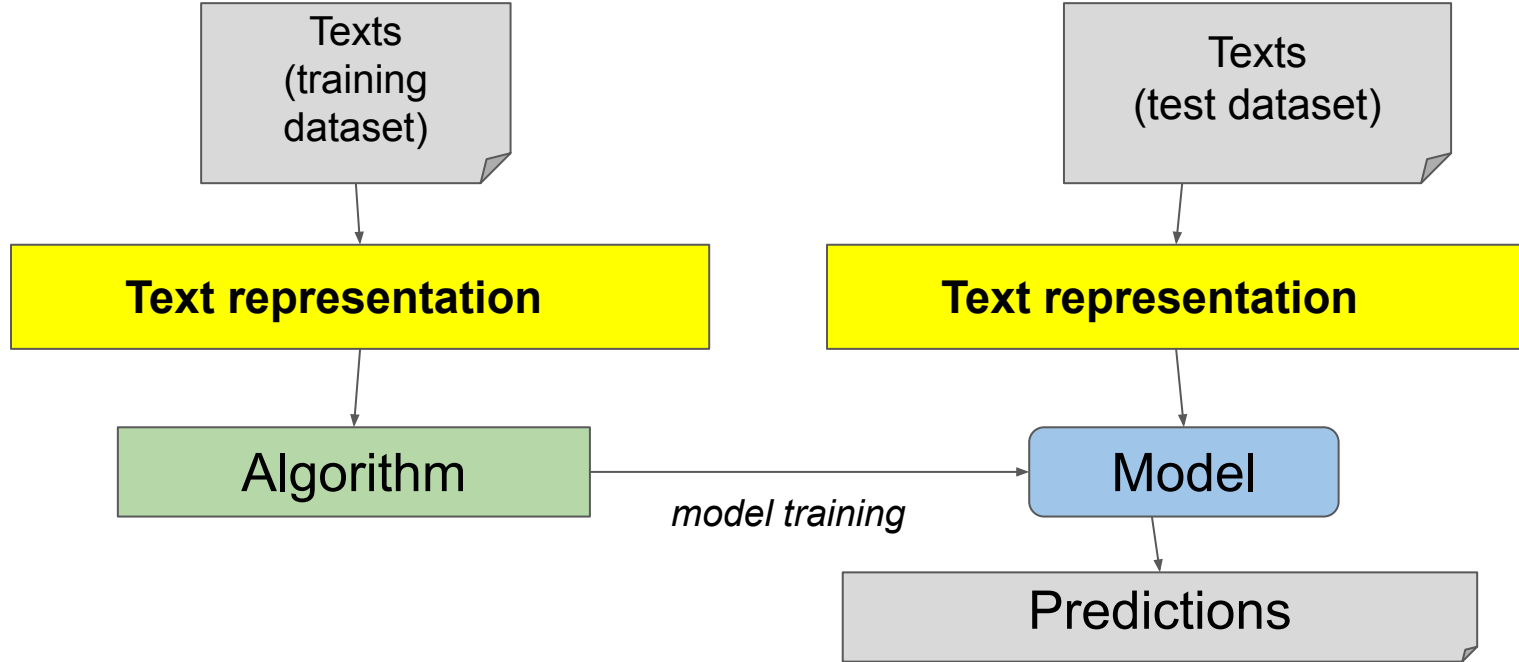 Texts
(training
dataset)
Texts
(test dataset)
Text representation
Text representation
Algorithm
model training
Model
Predictions